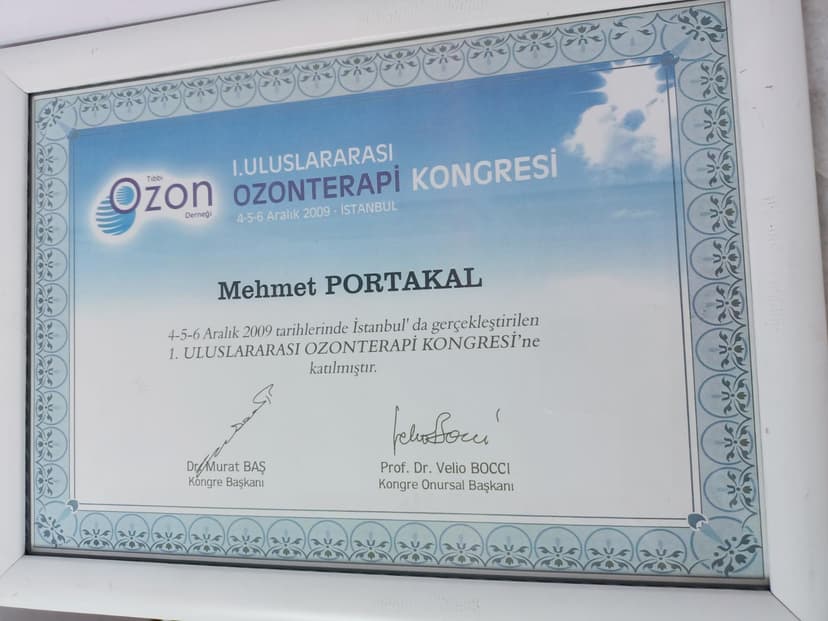 Tıbbi
Ozon
Derneği
I.ULUSLARARASI
OZONTERAPİ KONGRESİ
4-5-6 Aralık 2009 - İSTANBUL
Mehmet PORTAKAL
4-5-6 Aralık 2009 tarihlerinde İstanbul' da gerçekleştirilen
1. ULUSLARARASI OZONTERAPİ KONGRESİ'ne
katılmıştır.
Velio Bocci
Dr. Murat BAŞ
Kongre Başkanı
Prof. Dr. Velio BOCCI
Kongre Onursal Başkanı